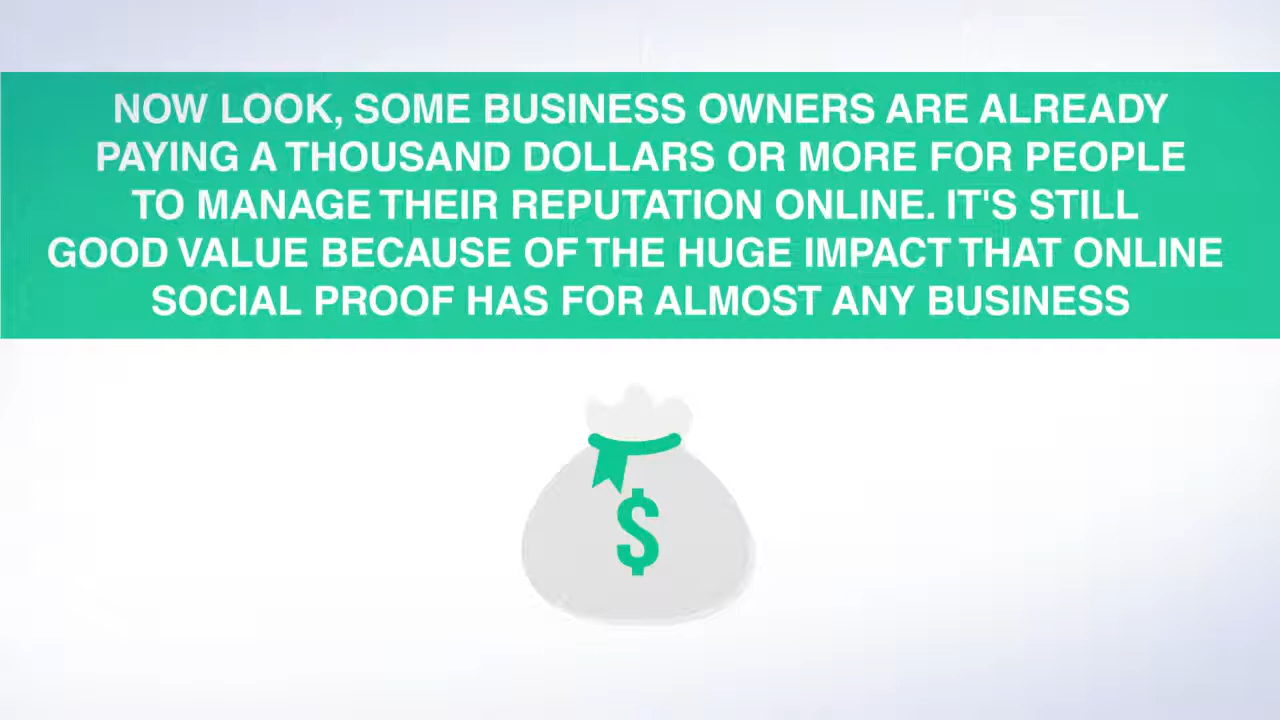 NOW LOOK, SOME BUSINESS OWNERS ARE ALREADY
PAYING A THOUSAND DOLLARS OR MORE FOR PEOPLE
TO MANAGE THEIR REPUTATION ONLINE. IT'S STILL
GOOD VALUE BECAUSE OF THE HUGE IMPACT THAT ONLINE
SOCIAL PROOF HAS FOR ALMOST ANY BUSINESS
$